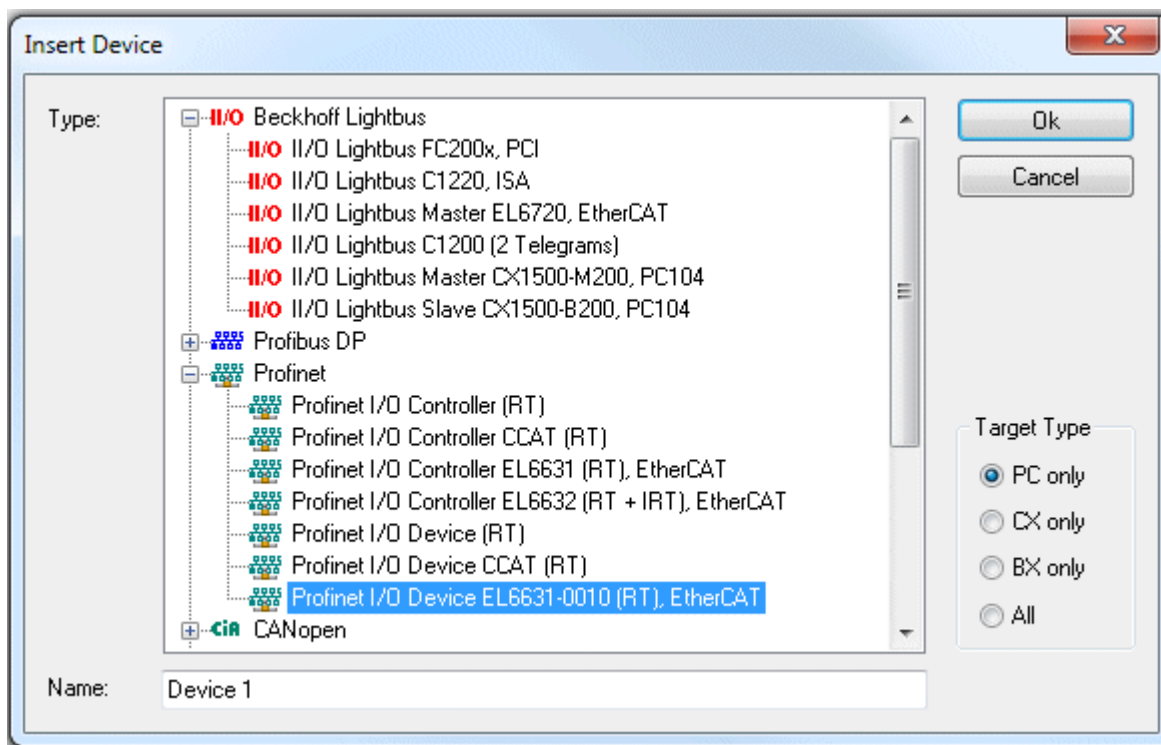 Insert Device
Type:
II/O Beckhoff Lightbus
II/O II/O Lightbus FC200x, PCI
II/O II/O Lightbus C1220, ISA
II/O II/O Lightbus Master EL6720, EtherCAT
II/O II/O Lightbus C1200 (2 Telegrams)
II/O II/O Lightbus Master CX1500-M200, PC104
II/O II/O Lightbus Slave CX1500-B200, PC104
Profibus DP
Profinet
Profinet I/O Controller (RT)
Profinet I/O Controller CCAT (RT)
Profinet I/O Controller EL6631 (RT), EtherCAT
Profinet I/O Controller EL6632 (RT + IRT), EtherCAT
Profinet I/O Device (RT)
Profinet I/O Device CCAT (RT)
Profinet I/O Device EL6631-0010 (RT), EtherCAT
CiA CANopen
Ok
Cancel
Target Type
PC only
CX only
BX only
All
Name:
Device 1